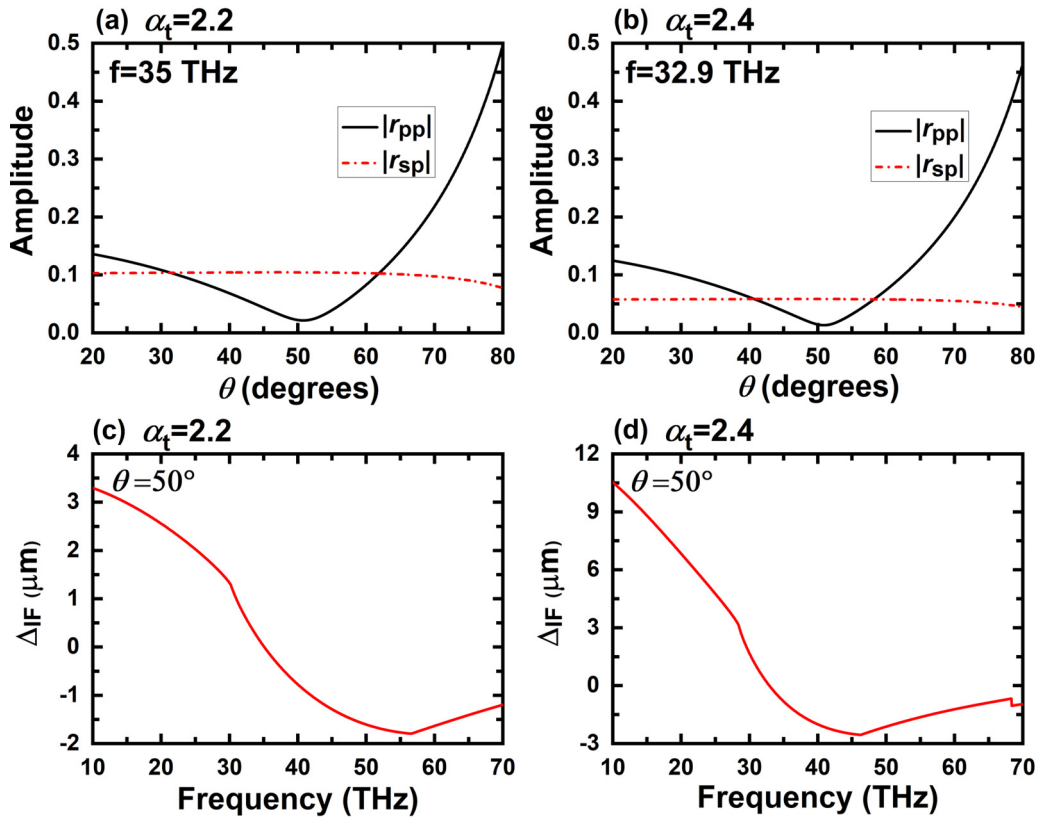 (a) αt=2.2
f=35 THz
|rpp|
|rsp|
Amplitude
0.5
0.4
0.3
0.2
0.1
0.0
20 30 40 50 60 70 80
θ (degrees)
(b) αt=2.4
f=32.9 THz
|rpp|
|rsp|
Amplitude
0.5
0.4
0.3
0.2
0.1
0.0
20 30 40 50 60 70 80
θ (degrees)
(c) αt=2.2
θ=50°
ΔIF (μm)
4
3
2
1
0
-1
-2
10 20 30 40 50 60 70
Frequency (THz)
(d) αt=2.4
θ=50°
ΔIF (μm)
12
9
6
3
0
-3
10 20 30 40 50 60 70
Frequency (THz)